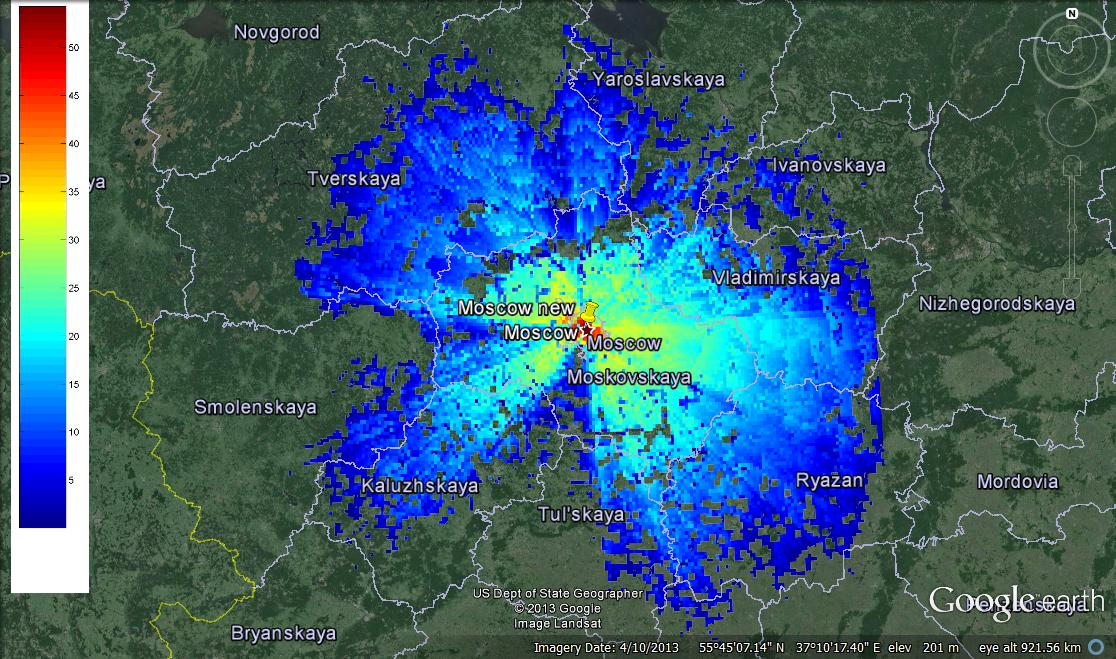 N
50
45
40
35
30
25
20
15
10
5
Novgorod
Yaroslavskaya
Ivanovskaya
Tverskaya
Vladimirskaya
Nizhegorodskaya
Moscow new
Moscow
Moscow
Moskovskaya
Smolenskaya
Kaluzhskaya
Ryazan
Mordovia
Tul'skaya
Bryanskaya
US Dept of State Geographer
© 2013 Google
Image Landsat
Google earth
Imagery Date: 4/10/2013 55°45'07.14" N 37°10'17.40" E elev 201 m eye alt 921.56 km